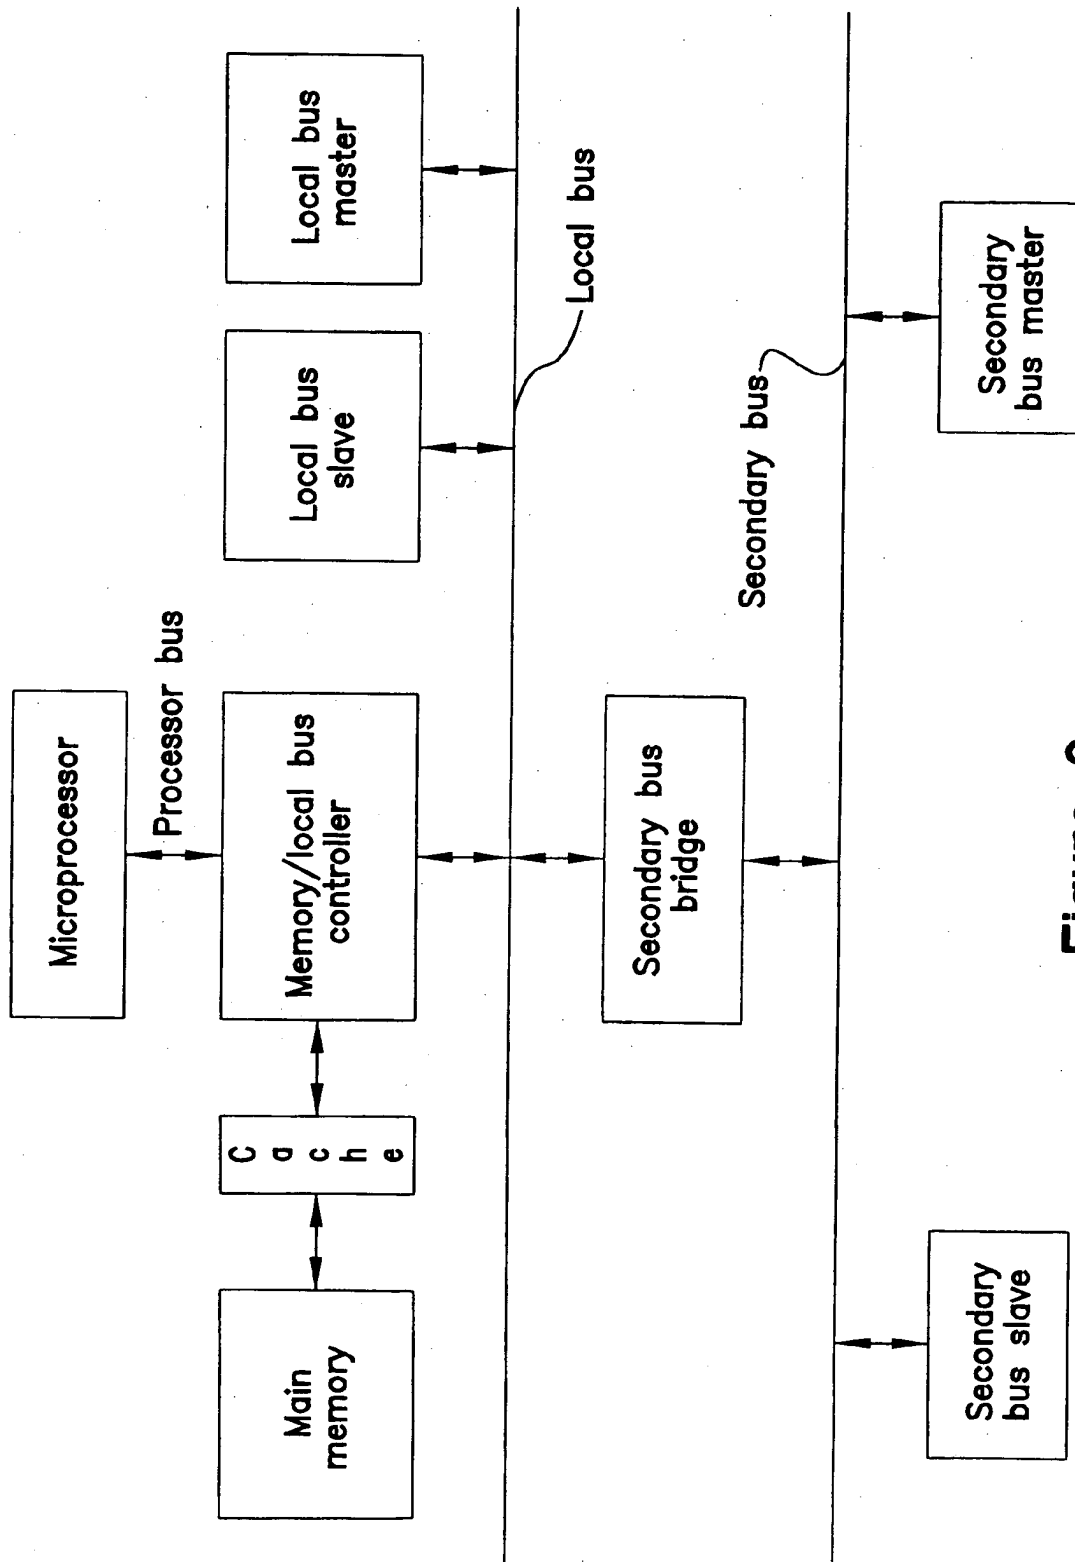 Microprocessor
Processor bus
Main
memory
C
a
c
h
e
Memory/local bus
controller
Local bus
slave
Local bus
master
Local bus
Secondary bus
bridge
Secondary bus
Secondary
bus slave
Secondary
bus master
Figure